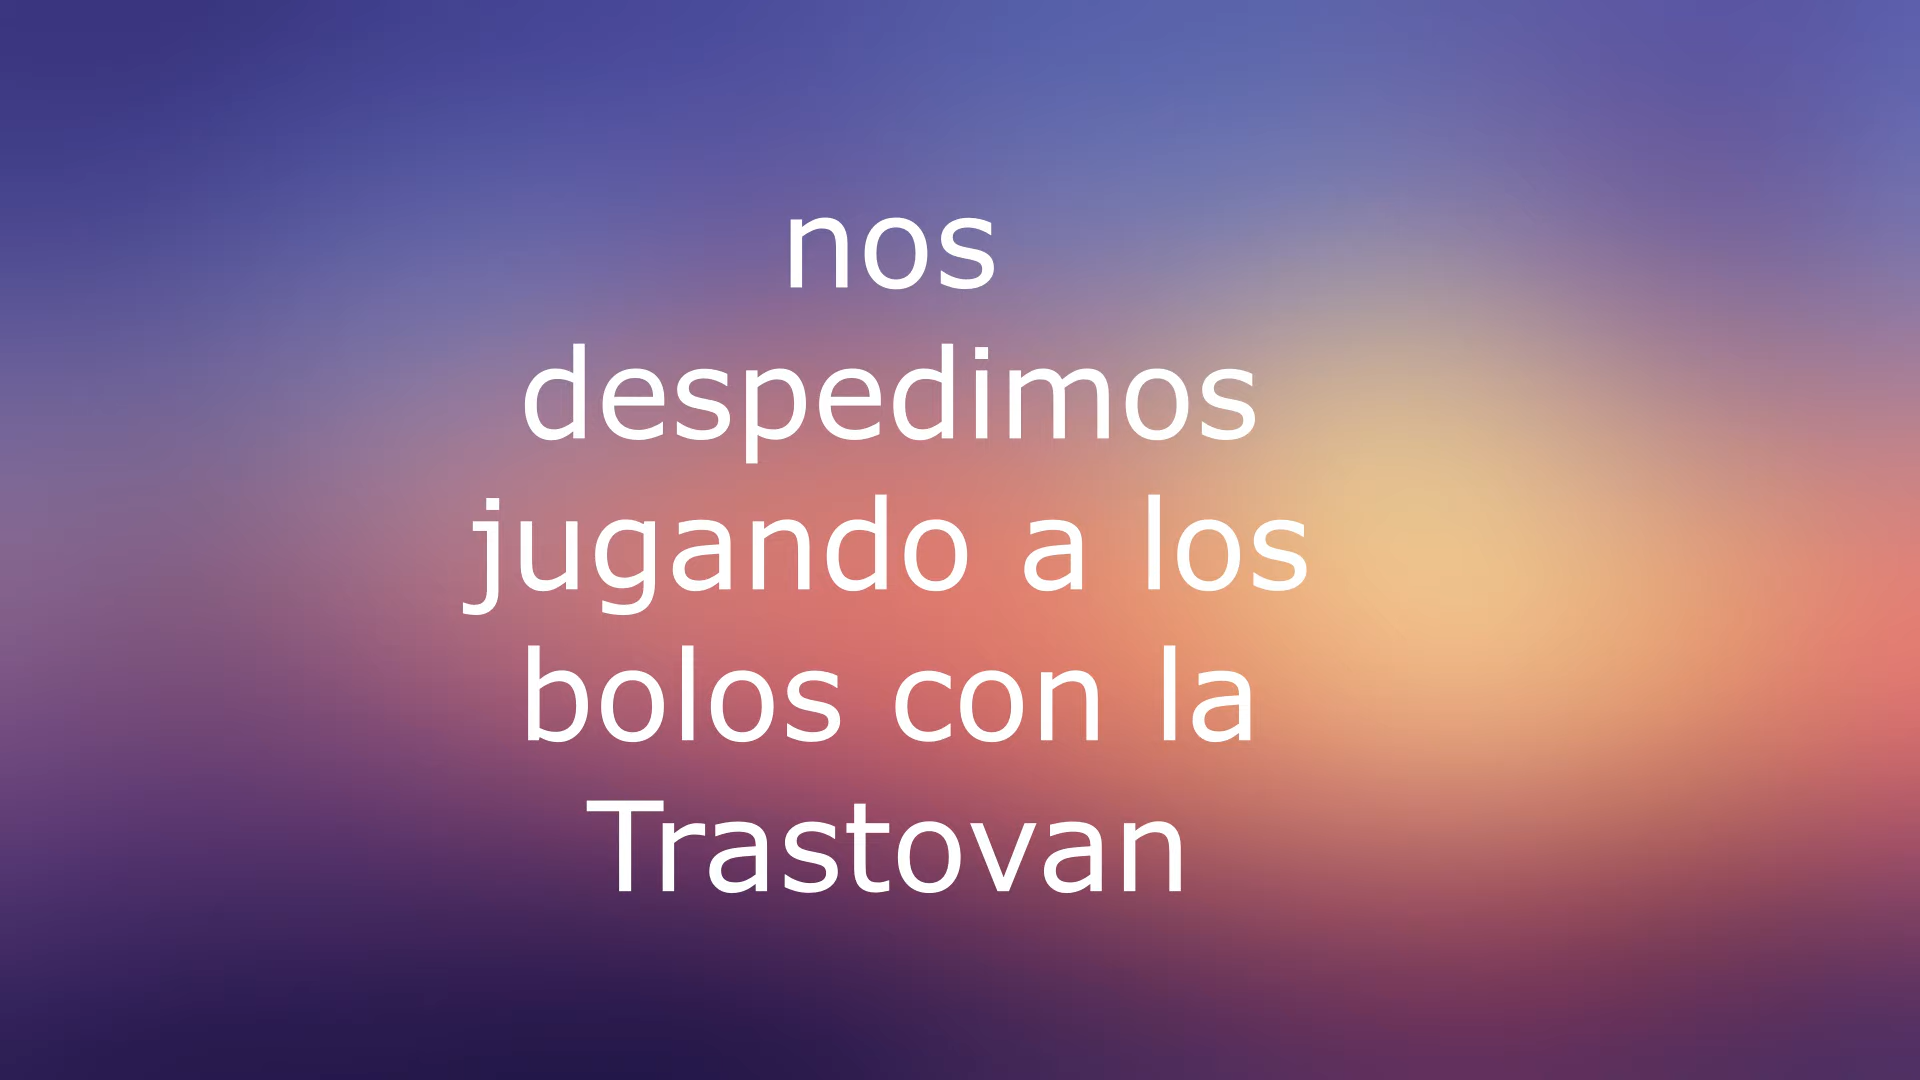 nos
despedimos
jugando a los
bolos con la
Trastovan